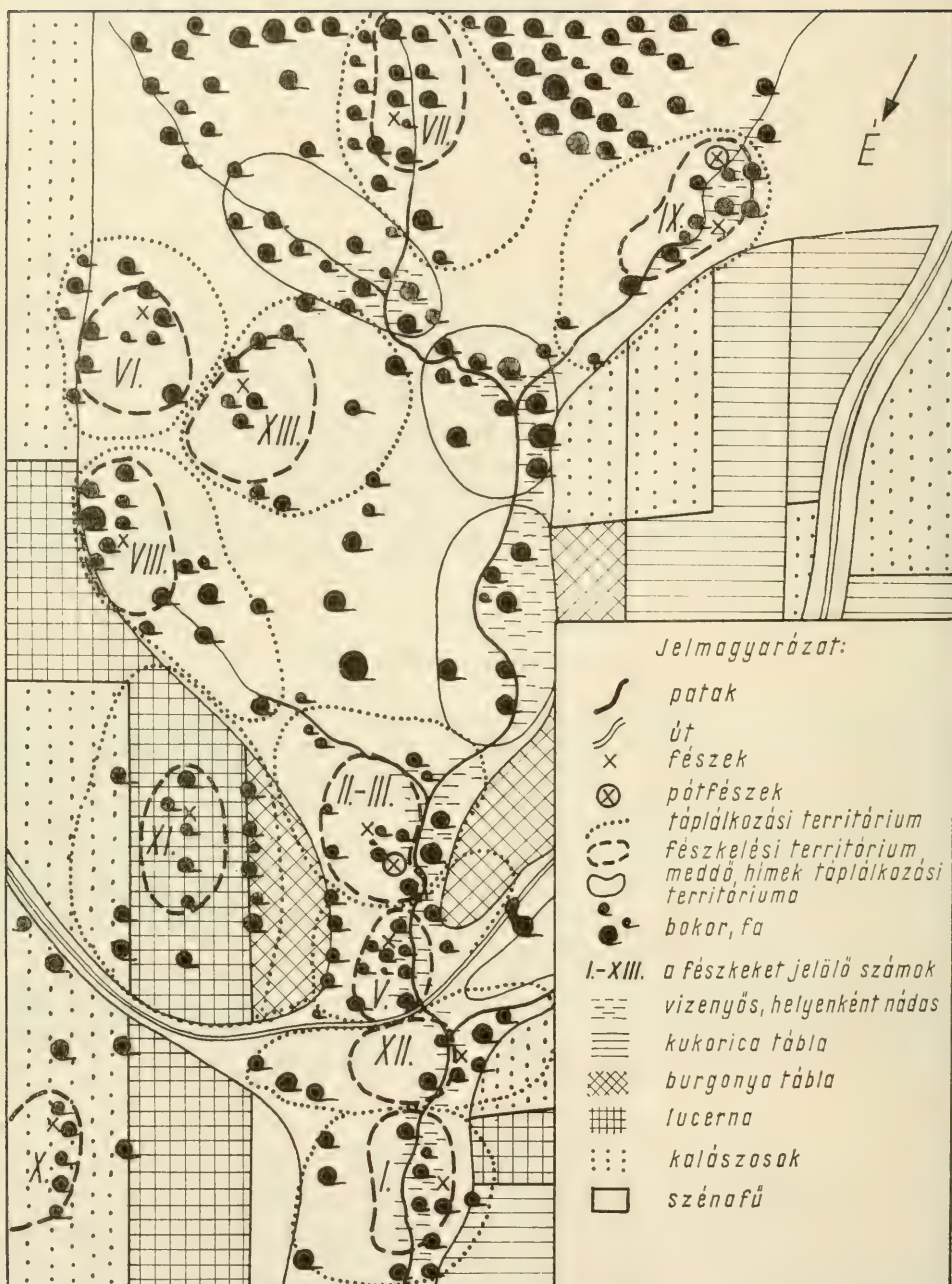 É
VII.
IX.
VI.
XIII.
VIII.
II.-III.
XI.
V.
XII.
X.
I.
Jelmagyarázat:
patak
út
fészek
pótfészek
táplálkozási territórium
fészkelési territórium
meddő, hímek táplálkozási
territóriuma
bokor, fa
I.-XIII. a fészkeket jelölő számok
vizenyős, helyenként nádas
kukorica tábla
burgonya tábla
lucerna
kalászosok
szénafű